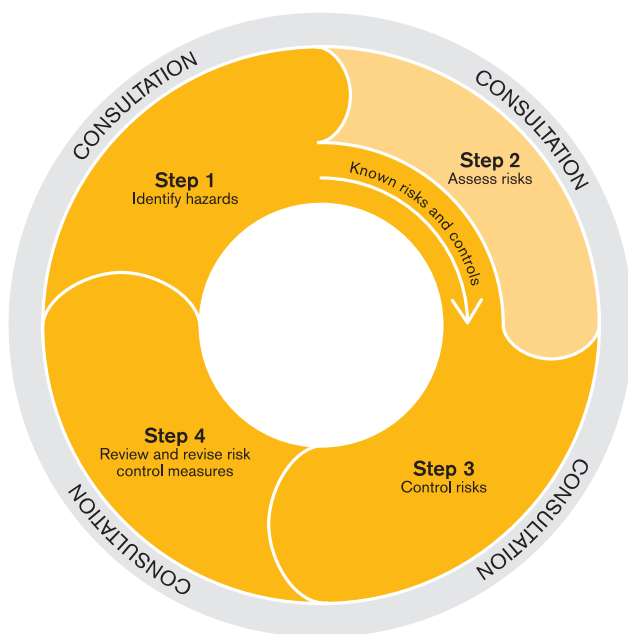 CONSULTATION
CONSULTATION
Step 1
Identify hazards
Step 2
Assess risks
Known risks and controls
Step 3
Control risks
Step 4
Review and revise risk
control measures
CONSULTATION
CONSULTATION